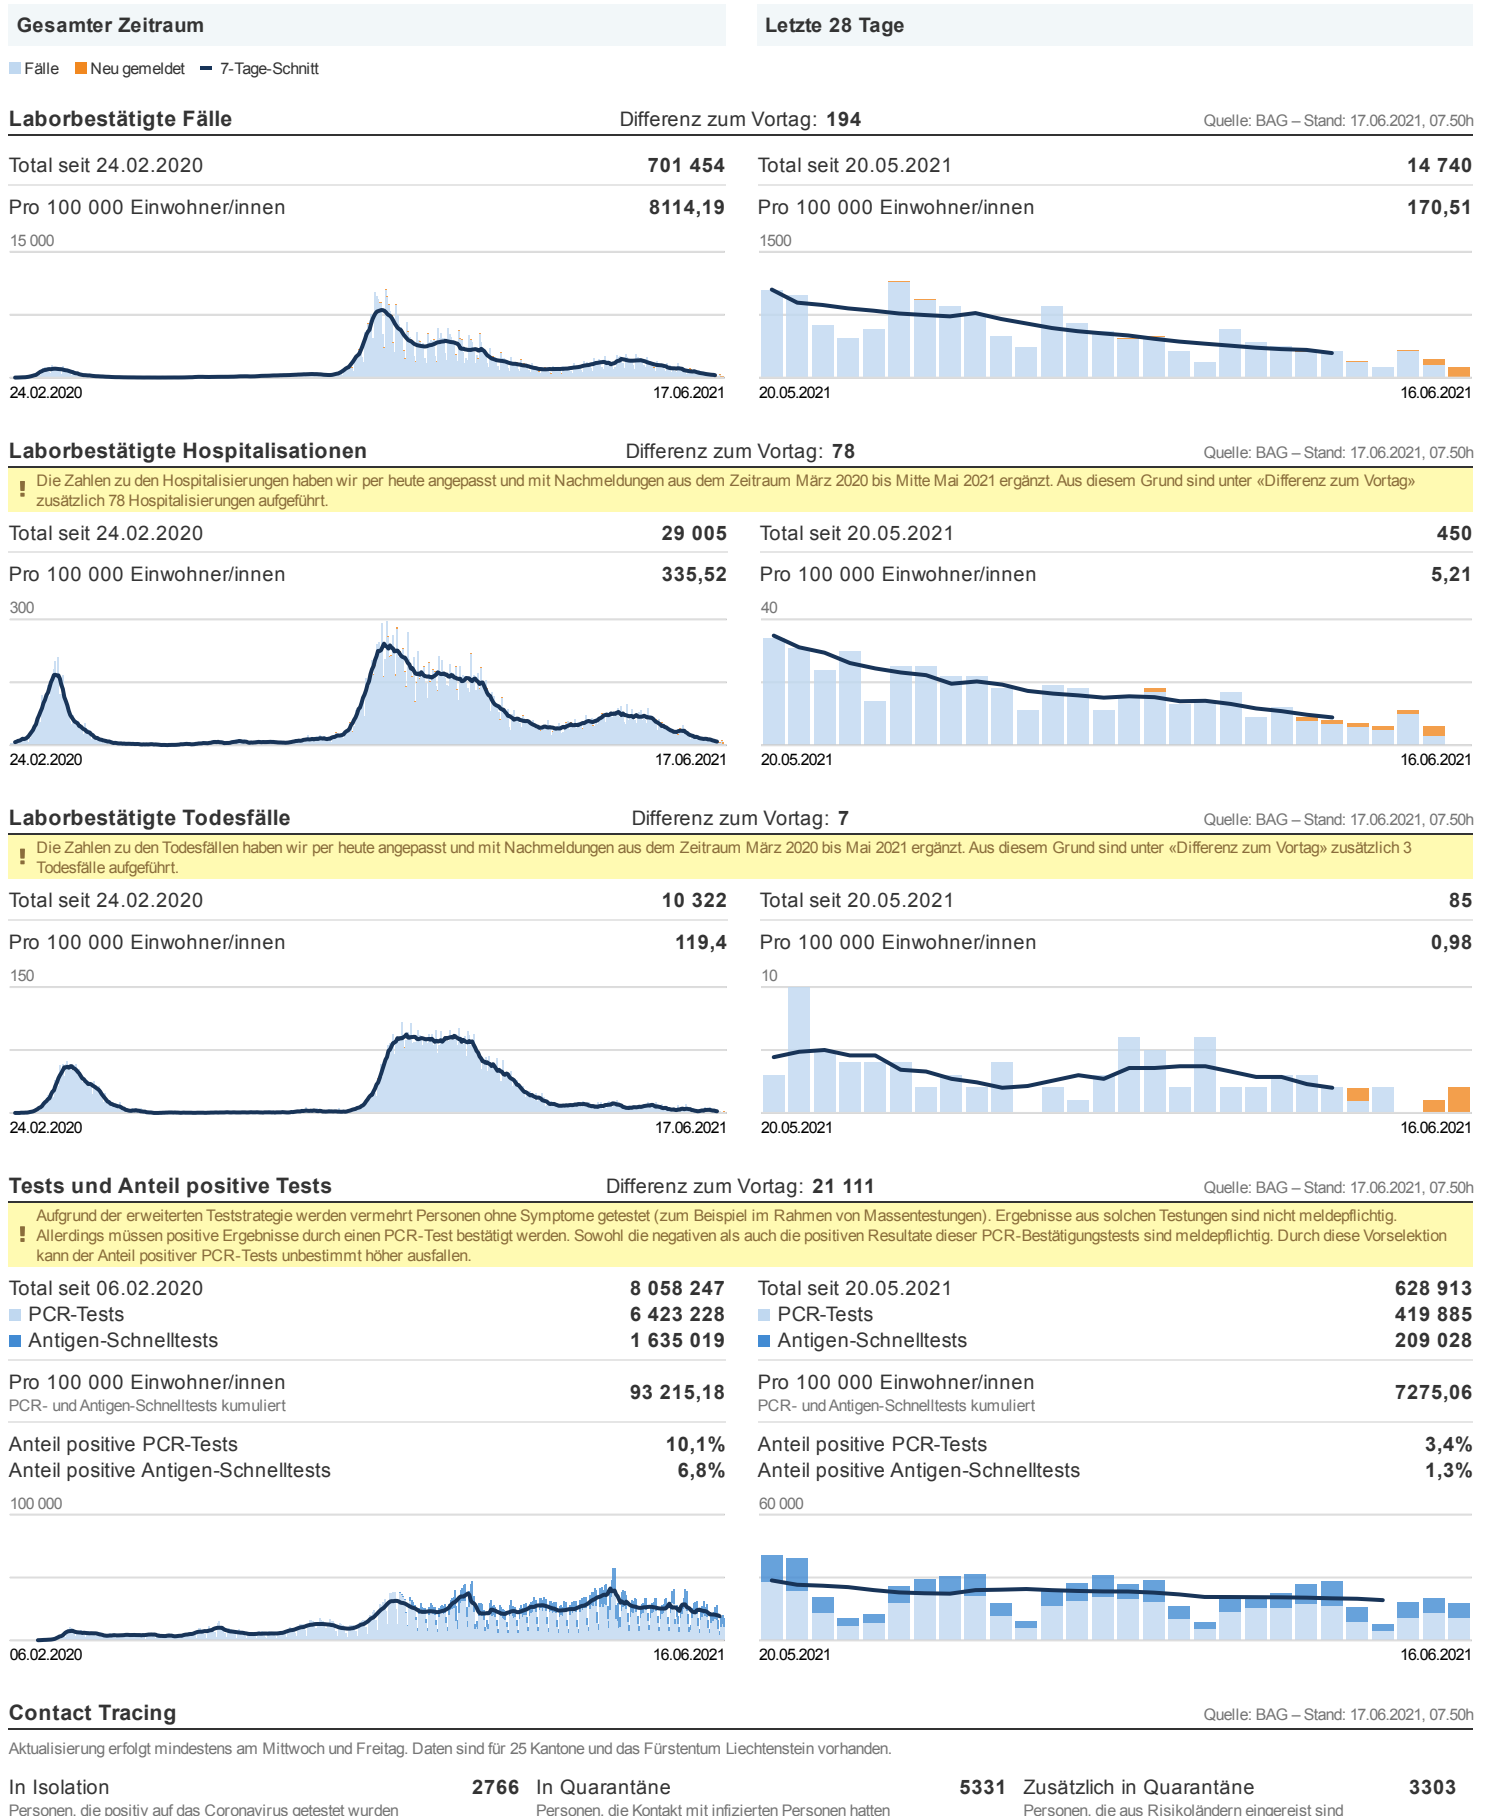 Gesamter Zeitraum
Letzte 28 Tage
Fälle Neu gemeldet 7-Tage-Schnitt
Laborbestätigte Fälle Differenz zum Vortag: 194 Quelle: BAG – Stand: 17.06.2021, 07.50h
Total seit 24.02.2020 701 454 Total seit 20.05.2021 14 740
Pro 100 000 Einwohner/innen 8114,19 Pro 100 000 Einwohner/innen 170,51
15 000 1500
24.02.2020 17.06.2021 20.05.2021 16.06.2021
Laborbestätigte Hospitalisationen Differenz zum Vortag: 78 Quelle: BAG – Stand: 17.06.2021, 07.50h
! Die Zahlen zu den Hospitalisierungen haben wir per heute angepasst und mit Nachmeldungen aus dem Zeitraum März 2020 bis Mitte Mai 2021 ergänzt. Aus diesem Grund sind unter «Differenz zum Vortag»
zusätzlich 78 Hospitalisierungen aufgeführt.
Total seit 24.02.2020 29 005 Total seit 20.05.2021 450
Pro 100 000 Einwohner/innen 335,52 Pro 100 000 Einwohner/innen 5,21
300 40
24.02.2020 17.06.2021 20.05.2021 16.06.2021
Laborbestätigte Todesfälle Differenz zum Vortag: 7 Quelle: BAG – Stand: 17.06.2021, 07.50h
! Die Zahlen zu den Todesfällen haben wir per heute angepasst und mit Nachmeldungen aus dem Zeitraum März 2020 bis Mai 2021 ergänzt. Aus diesem Grund sind unter «Differenz zum Vortag» zusätzlich 3
Todesfälle aufgeführt.
Total seit 24.02.2020 10 322 Total seit 20.05.2021 85
Pro 100 000 Einwohner/innen 119,4 Pro 100 000 Einwohner/innen 0,98
150 10
24.02.2020 17.06.2021 20.05.2021 16.06.2021
Tests und Anteil positive Tests Differenz zum Vortag: 21 111 Quelle: BAG – Stand: 17.06.2021, 07.50h
Aufgrund der erweiterten Teststrategie werden vermehrt Personen ohne Symptome getestet (zum Beispiel im Rahmen von Massentestungen). Ergebnisse aus solchen Testungen sind nicht meldepflichtig.
! Allerdings müssen positive Ergebnisse durch einen PCR-Test bestätigt werden. Sowohl die negativen als auch die positiven Resultate dieser PCR-Bestätigungstests sind meldepflichtig. Durch diese Vorselektion
kann der Anteil positiver PCR-Tests unbestimmt höher ausfallen.
Total seit 06.02.2020 8 058 247 Total seit 20.05.2021 628 913
PCR-Tests 6 423 228 PCR-Tests 419 885
Antigen-Schnelltests 1 635 019 Antigen-Schnelltests 209 028
Pro 100 000 Einwohner/innen 93 215,18 Pro 100 000 Einwohner/innen 7275,06
PCR- und Antigen-Schnelltests kumuliert PCR- und Antigen-Schnelltests kumuliert
Anteil positive PCR-Tests 10,1% Anteil positive PCR-Tests 3,4%
Anteil positive Antigen-Schnelltests 6,8% Anteil positive Antigen-Schnelltests 1,3%
100 000 60 000
06.02.2020 16.06.2021 20.05.2021 16.06.2021
Contact Tracing Quelle: BAG – Stand: 17.06.2021, 07.50h
Aktualisierung erfolgt mindestens am Mittwoch und Freitag. Daten sind für 25 Kantone und das Fürstentum Liechtenstein vorhanden.
In Isolation 2766 In Quarantäne 5331 Zusätzlich in Quarantäne 3303
Personen, die positiv auf das Coronavirus getestet wurden Personen, die Kontakt mit infizierten Personen hatten Personen, die aus Risikoländern eingereist sind